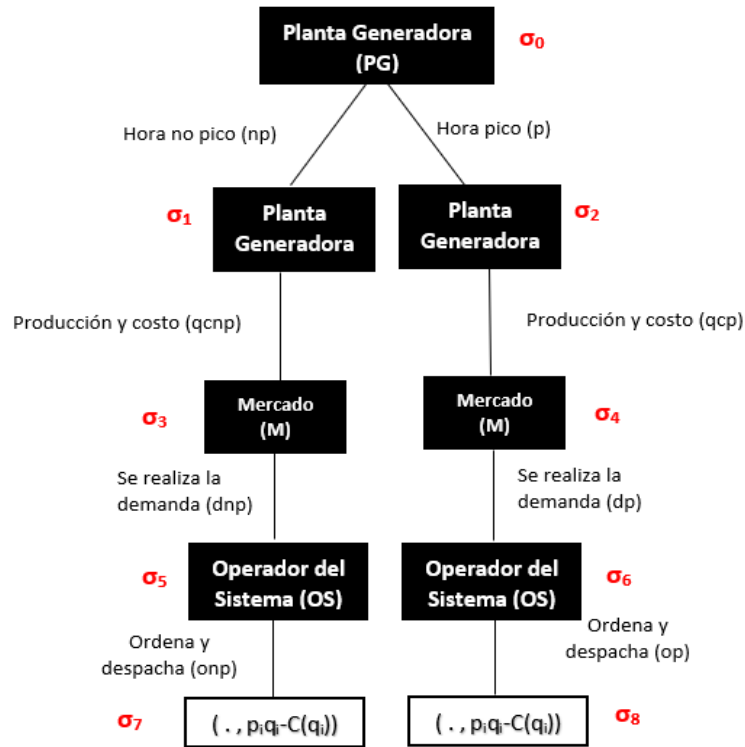 Planta Generadora
(PG)
σ₀
Hora no pico (np)
Hora pico (p)
σ₁
Planta
Generadora
Planta
Generadora
σ₂
Producción y costo (qcnp)
Producción y costo (qcp)
σ₃
Mercado
(M)
Mercado
(M)
σ₄
Se realiza la
demanda (dnp)
Se realiza la
demanda (dp)
σ₅
Operador del
Sistema (OS)
Operador del
Sistema (OS)
σ₆
Ordena y
despacha (onp)
Ordena y
despacha (op)
σ₇
( . , pᵢqᵢ-C(qᵢ))
( . , pᵢqᵢ-C(qᵢ))
σ₈